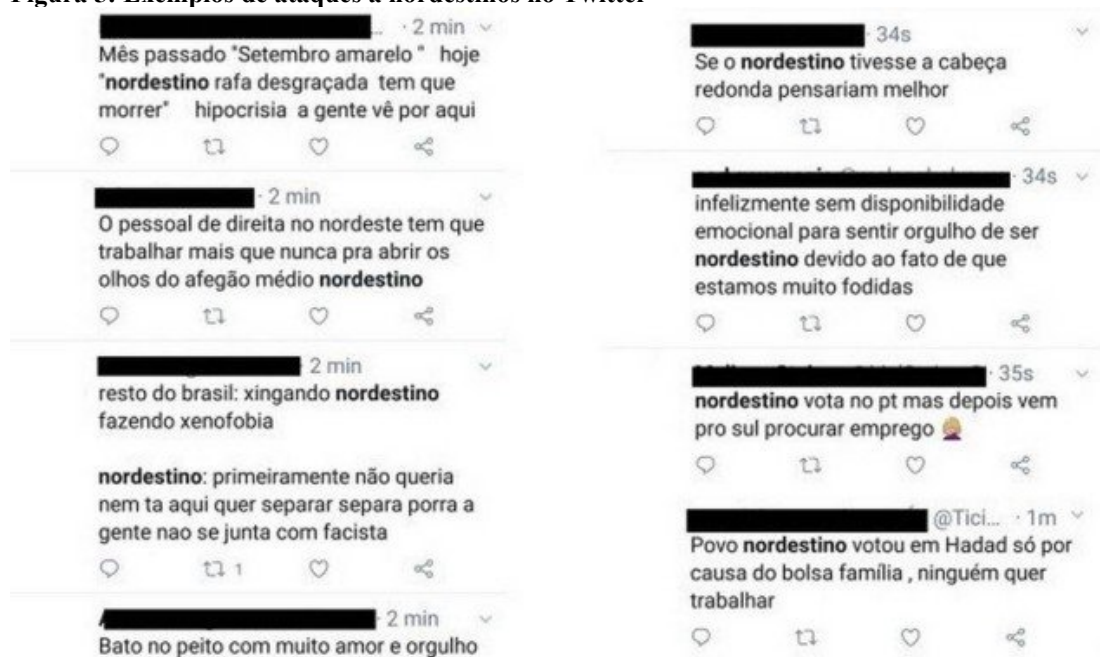 Figura 3: Exemplos de ataques a nordestinos no Twitter
... · 2 min
Mês passado "Setembro amarelo " hoje
"nordestino rafa desgraçada tem que
morrer" hipocrisia a gente vê por aqui
· 2 min
O pessoal de direita no nordeste tem que
trabalhar mais que nunca pra abrir os
olhos do afegão médio nordestino
2 min
resto do brasil: xingando nordestino
fazendo xenofobia
nordestino: primeiramente não queria
nem ta aqui quer separar separa porra a
gente nao se junta com facista
1
2 min
Bato no peito com muito amor e orgulho
· 34s
Se o nordestino tivesse a cabeça
redonda pensariam melhor
· 34s
infelizmente sem disponibilidade
emocional para sentir orgulho de ser
nordestino devido ao fato de que
estamos muito fodidas
· 35s
nordestino vota no pt mas depois vem
pro sul procurar emprego
@Tici... · 1m
Povo nordestino votou em Hadad só por
causa do bolsa família , ninguém quer
trabalhar